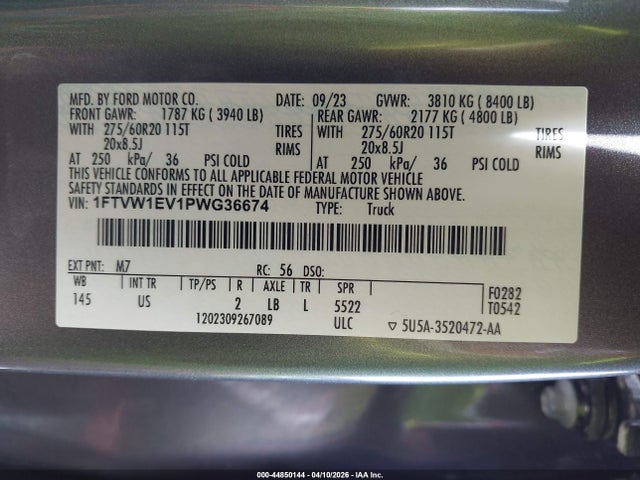 MFD. BY FORD MOTOR CO. DATE: 09/23 GVWR: 3810 KG ( 8400 LB)
FRONT GAWR: 1787 KG ( 3940 LB) REAR GAWR: 2177 KG ( 4800 LB)
WITH 275/60R20 115T TIRES WITH 275/60R20 115T TIRES
20x8.5J RIMS 20x8.5J RIMS
AT 250 kPa/ 36 PSI COLD AT 250 kPa/ 36 PSI COLD
THIS VEHICLE CONFORMS TO ALL APPLICABLE FEDERAL MOTOR VEHICLE
SAFETY STANDARDS IN EFFECT ON THE DATE OF MANUFACTURE SHOWN ABOVE.
VIN: 1FTVW1EV1PWG36674 TYPE: Truck
EXT PNT: M7 RC: 56 DSO:
WB INT TR TP/PS R AXLE TR SPR
145 US 2 LB L 5522
F0282
T0542
1202309267089 ULC ▽ 5U5A-3520472-AA
000-44850144 - 04/10/2026 - IAA Inc.